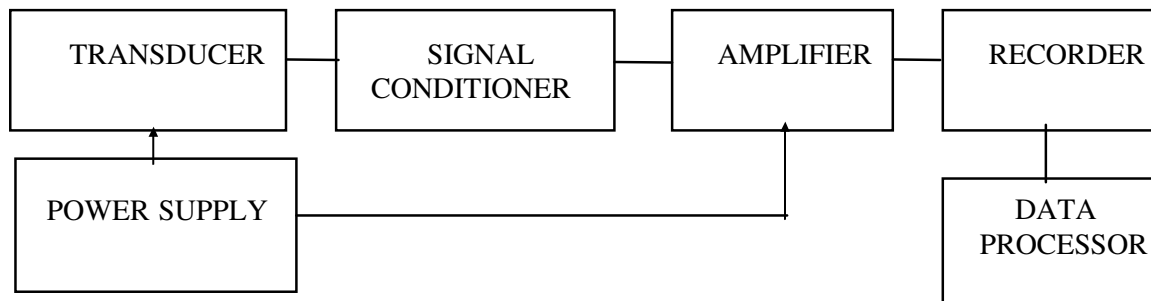 TRANSDUCER
SIGNAL
CONDITIONER
AMPLIFIER
RECORDER
POWER SUPPLY
DATA
PROCESSOR